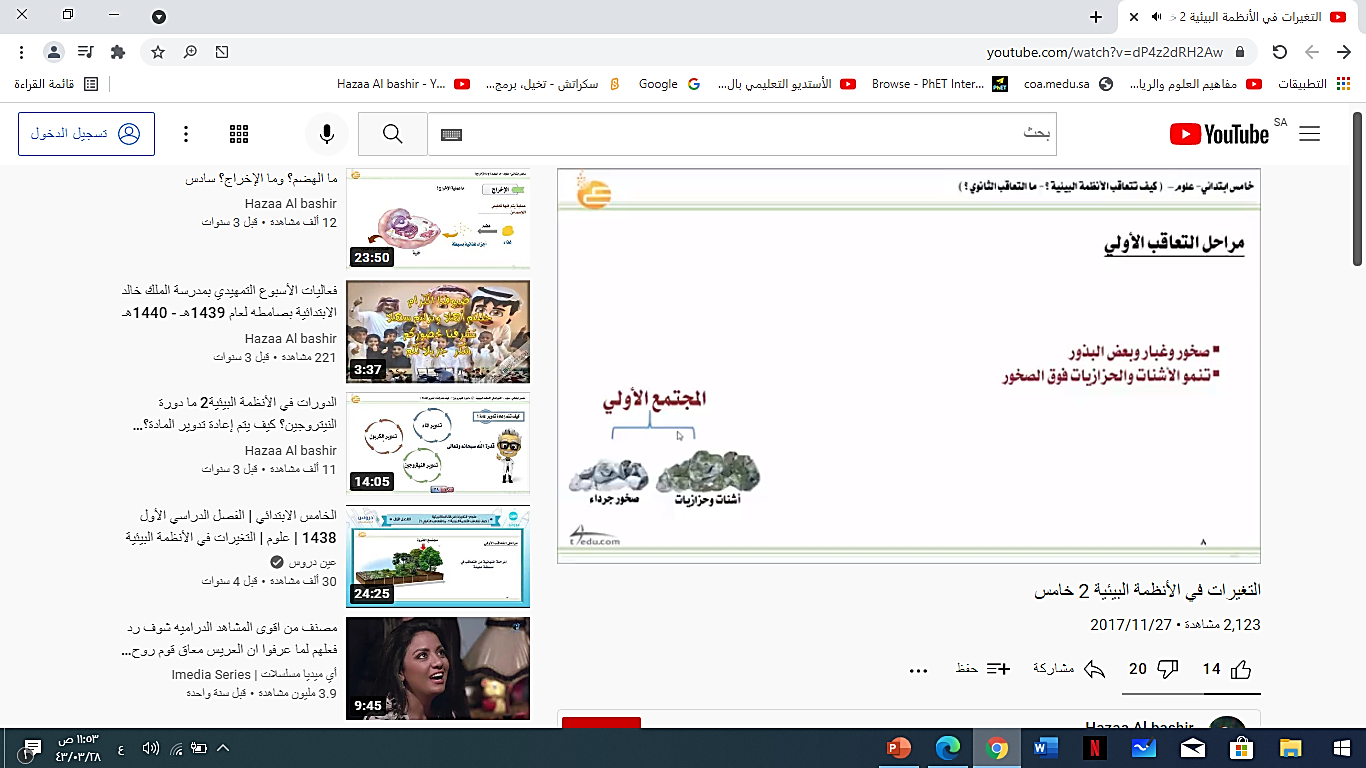 التغيرات في الأنظمة البيئية 2 خ
youtube.com/watch?v=dP4z2dRH2Aw
التطبيقات
مفاهيم العلوم والريا...
coa.medu.sa
Browse - PhET Inter...
الأستديو التعليمي بال...
Google
سكراتش - تخيل، برمج...
Hazaa Al bashir - Y...
قائمة القراءة
YouTube
SA
بحث
تسجيل الدخول
خامس ابتدائي- علوم- ( كيف تتعاقب الأنظمة البيئية ؟- ما التعاقب الثانوي ؟ )
مراحل التعاقب الأولي
صخور وغبار وبعض البذور
تنمو الأشنات والحزازيات فوق الصخور
المجتمع الأولي
أشنات وحزازيات
صخور جرداء
t4edu.com
٨
التغيرات في الأنظمة البيئية 2 خامس
2,123 مشاهدة • 2017/11/27
14
20
مشاركة
حفظ
Hazaa Al bashir
ما الهضم؟ وما الإخراج؟ سادس
Hazaa Al bashir
12 ألف مشاهدة • قبل 3 سنوات
الإخراج
23:50
فعاليات الأسبوع التمهيدي بمدرسة الملك خالد
الابتدائية بصامطه لعام 1439هـ - 1440هـ
Hazaa Al bashir
221 مشاهدة • قبل 3 سنوات
3:37
الدورات في الأنظمة البيئية2 ما دورة
النيتروجين؟ كيف يتم إعادة تدوير المادة؟...
Hazaa Al bashir
11 ألف مشاهدة • قبل 3 سنوات
14:05
الخامس الابتدائي | الفصل الدراسي الأول
1438 | علوم | التغيرات في الأنظمة البيئية
عين دروس
30 ألف مشاهدة • قبل 4 سنوات
24:25
مصنف من اقوى المشاهد الدراميه شوف رد
فعلهم لما عرفوا ان العريس معاق قوم روح...
أي ميديا مسلسلات | Imedia Series
3.9 مليون مشاهدة • قبل سنة واحدة
9:45
ع
١١:٥٣ ص
٤٣/٠٣/٢٨